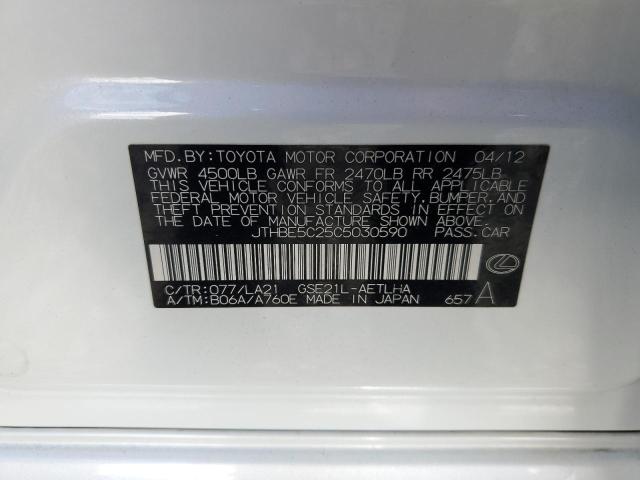 MFD.BY:TOYOTA MOTOR CORPORATION 04/12
GVWR 4500LB GAWR FR 2470LB RR 2475LB
THIS VEHICLE CONFORMS TO ALL APPLICABLE
FEDERAL MOTOR VEHICLE SAFETY,BUMPER,AND
THEFT PREVENTION STANDARDS IN EFFECT ON
THE DATE OF MANUFACTURE SHOWN ABOVE.
JTHBE5C25C5030590 PASS.CAR
C/TR:077/LA21 GSE21L-AETLHA
A/TM:B06A/A760E MADE IN JAPAN 657 A